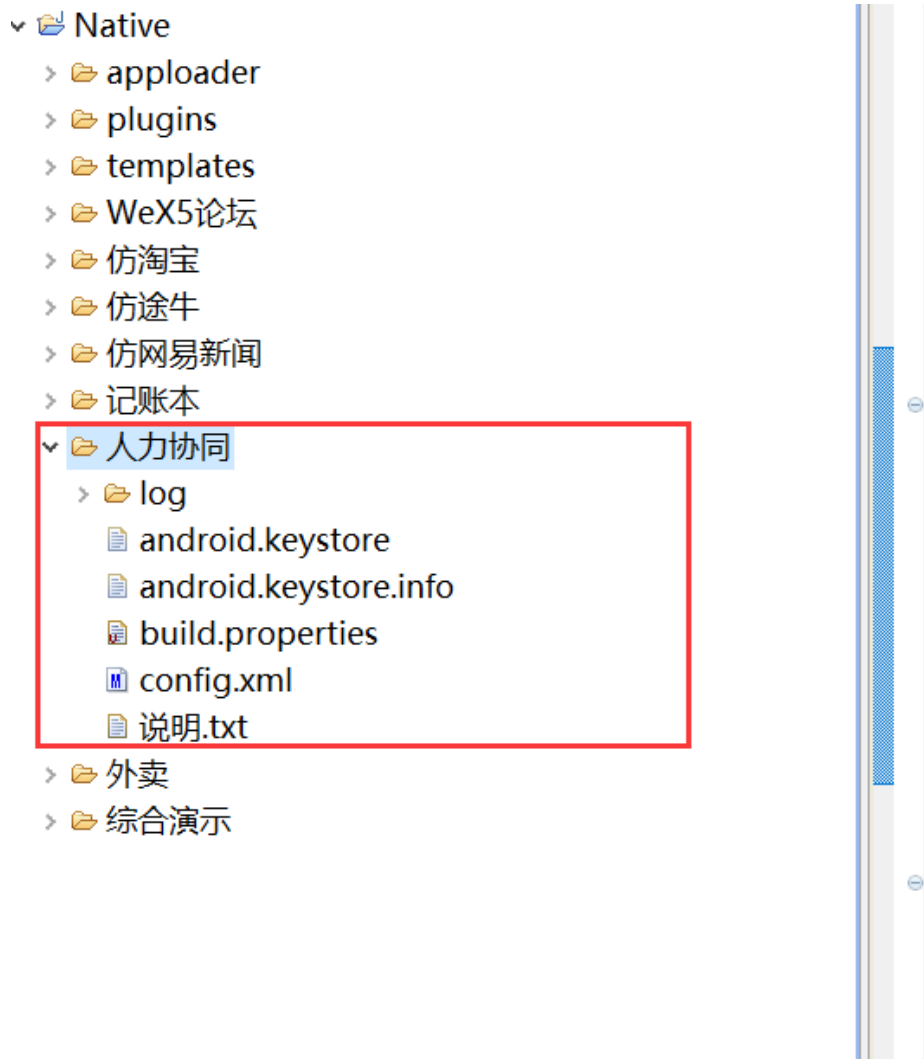 Native
apploader
plugins
templates
WeX5论坛
仿淘宝
仿途牛
仿网易新闻
记账本
人力协同
log
android.keystore
android.keystore.info
build.properties
config.xml
说明.txt
外卖
综合演示